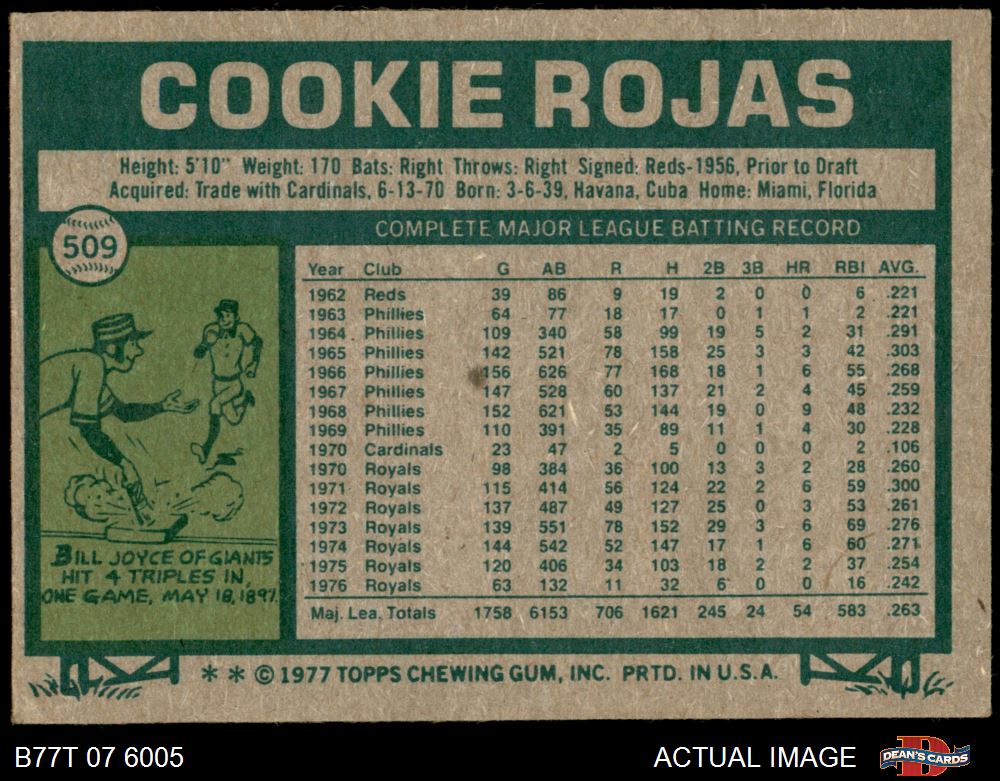 COOKIE ROJAS
Height: 5'10" Weight: 170 Bats: Right Throws: Right Signed: Reds-1956, Prior to Draft
Acquired: Trade with Cardinals, 6-13-70 Born: 3-6-39, Havana, Cuba Home: Miami, Florida
509
COMPLETE MAJOR LEAGUE BATTING RECORD
Year Club G AB R H 2B 3B HR RBI AVG.
1962 Reds 39 86 9 19 2 0 0 6 .221
1963 Phillies 64 77 18 17 0 1 1 2 .221
1964 Phillies 109 340 58 99 19 5 2 31 .291
1965 Phillies 142 521 78 158 25 3 3 42 .303
1966 Phillies 156 626 77 168 18 1 6 55 .268
1967 Phillies 147 528 60 137 21 2 4 45 .259
1968 Phillies 152 621 53 144 19 0 9 48 .232
1969 Phillies 110 391 35 89 11 1 4 30 .228
1970 Cardinals 23 47 2 5 0 0 0 2 .106
1970 Royals 98 384 36 100 13 3 2 28 .260
1971 Royals 115 414 56 124 22 2 6 59 .300
1972 Royals 137 487 49 127 25 0 3 53 .261
1973 Royals 139 551 78 152 29 3 6 69 .276
1974 Royals 144 542 52 147 17 1 6 60 .271
1975 Royals 120 406 34 103 18 2 2 37 .254
1976 Royals 63 132 11 32 6 0 0 16 .242
Maj. Lea. Totals 1758 6153 706 1621 245 24 54 583 .263
BILL JOYCE OF GIANTS
HIT 4 TRIPLES IN
ONE GAME, MAY 18, 1897.
** © 1977 TOPPS CHEWING GUM, INC. PRTD. IN U.S.A.
B77T 07 6005
ACTUAL IMAGE
DEAN'S CARDS